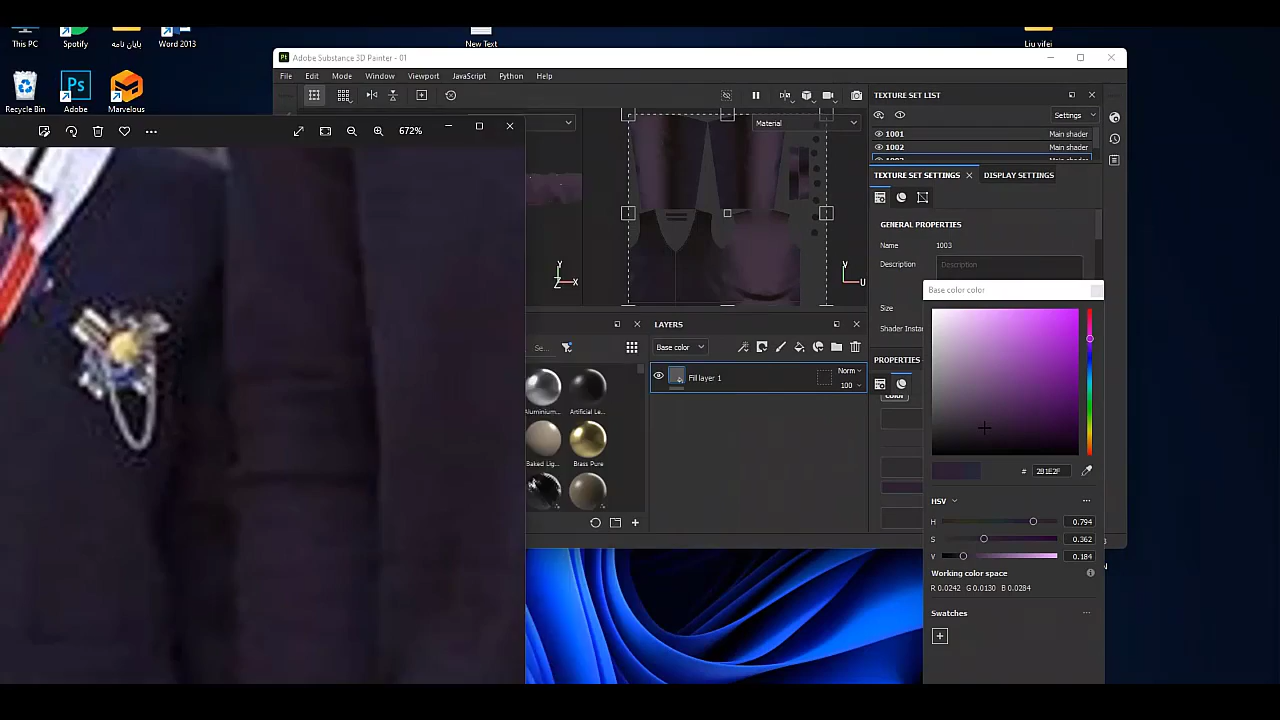 This PC
Spotify
پایان نامه
Word 2013
New Text
Liu yifei
Recycle Bin
Adobe
Marvelous
Adobe Substance 3D Painter - 01
File Edit Mode Window Viewport JavaScript Python Help
672%
Material
TEXTURE SET LIST
Settings
1001 Main shader
1002 Main shader
TEXTURE SET SETTINGS
DISPLAY SETTINGS
GENERAL PROPERTIES
Name 1003
Description Description
Size
Shader Instan
PROPERTIES
Color
Y
Z X
V
U
Se...
Aluminium...
Artificial Le...
Baked Lig...
Brass Pure
LAYERS
Base color
Fill layer 1
Norm
100
Base color color
# 2B1E2F
HSV
H 0.794
S 0.362
V 0.184
Working color space
R 0.0242 G 0.0130 B 0.0284
Swatches